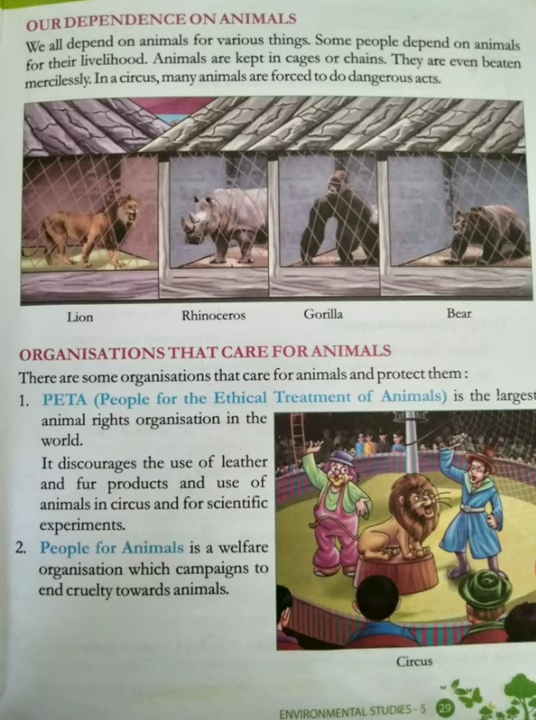 OUR DEPENDENCE ON ANIMALS
We all depend on animals for various things. Some people depend on animals
for their livelihood. Animals are kept in cages or chains. They are even beaten
mercilessly. In a circus, many animals are forced to do dangerous acts.
Lion Rhinoceros Gorilla Bear
ORGANISATIONS THAT CARE FOR ANIMALS
There are some organisations that care for animals and protect them :
1. PETA (People for the Ethical Treatment of Animals) is the largest
animal rights organisation in the
world.
It discourages the use of leather
and fur products and use of
animals in circus and for scientific
experiments.
2. People for Animals is a welfare
organisation which campaigns to
end cruelty towards animals.
Circus
ENVIRONMENTAL STUDIES - 5 29